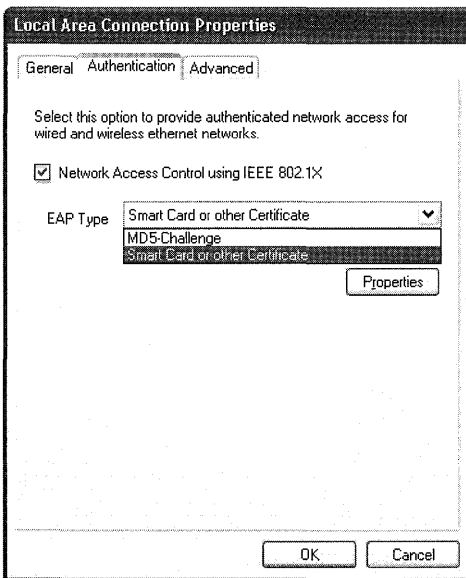 Local Area Connection Properties
General Authentication Advanced
Select this option to provide authenticated network access for
wired and wireless ethernet networks.
Network Access Control using IEEE 802.1X
EAP Type Smart Card or other Certificate
MD5-Challenge
Smart Card or other Certificate
Properties
OK Cancel